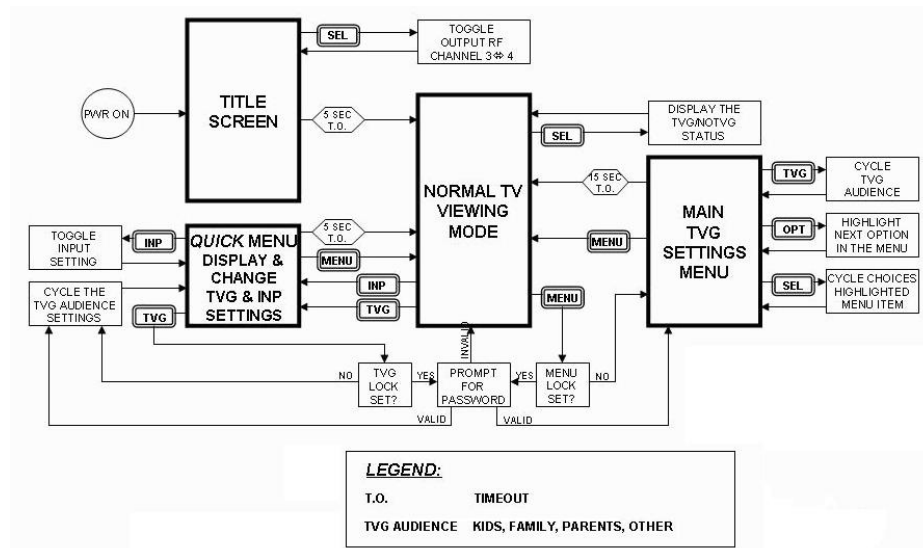 SEL
TOGGLE
OUTPUT RF
CHANNEL 3⇔4
PWR ON
TITLE
SCREEN
5 SEC
T.O.
DISPLAY THE
TVG/NOTVG
STATUS
SEL
NORMAL TV
VIEWING
MODE
15 SEC
T.O.
MAIN
TVG
SETTINGS
MENU
TVG
CYCLE
TVG
AUDIENCE
OPT
HIGHLIGHT
NEXT OPTION
IN THE MENU
SEL
CYCLE CHOICES
HIGHLIGHTED
MENU ITEM
TOGGLE
INPUT
SETTING
INP
QUICK MENU
DISPLAY &
CHANGE
TVG & INP
SETTINGS
5 SEC
T.O.
MENU
INP
TVG
MENU
MENU
CYCLE THE
TVG AUDIENCE
SETTINGS
TVG
NO
TVG
LOCK
SET?
YES
INVALID
PROMPT
FOR
PASSWORD
YES
MENU
LOCK
SET?
NO
VALID
VALID
LEGEND:
T.O. TIMEOUT
TVG AUDIENCE KIDS, FAMILY, PARENTS, OTHER